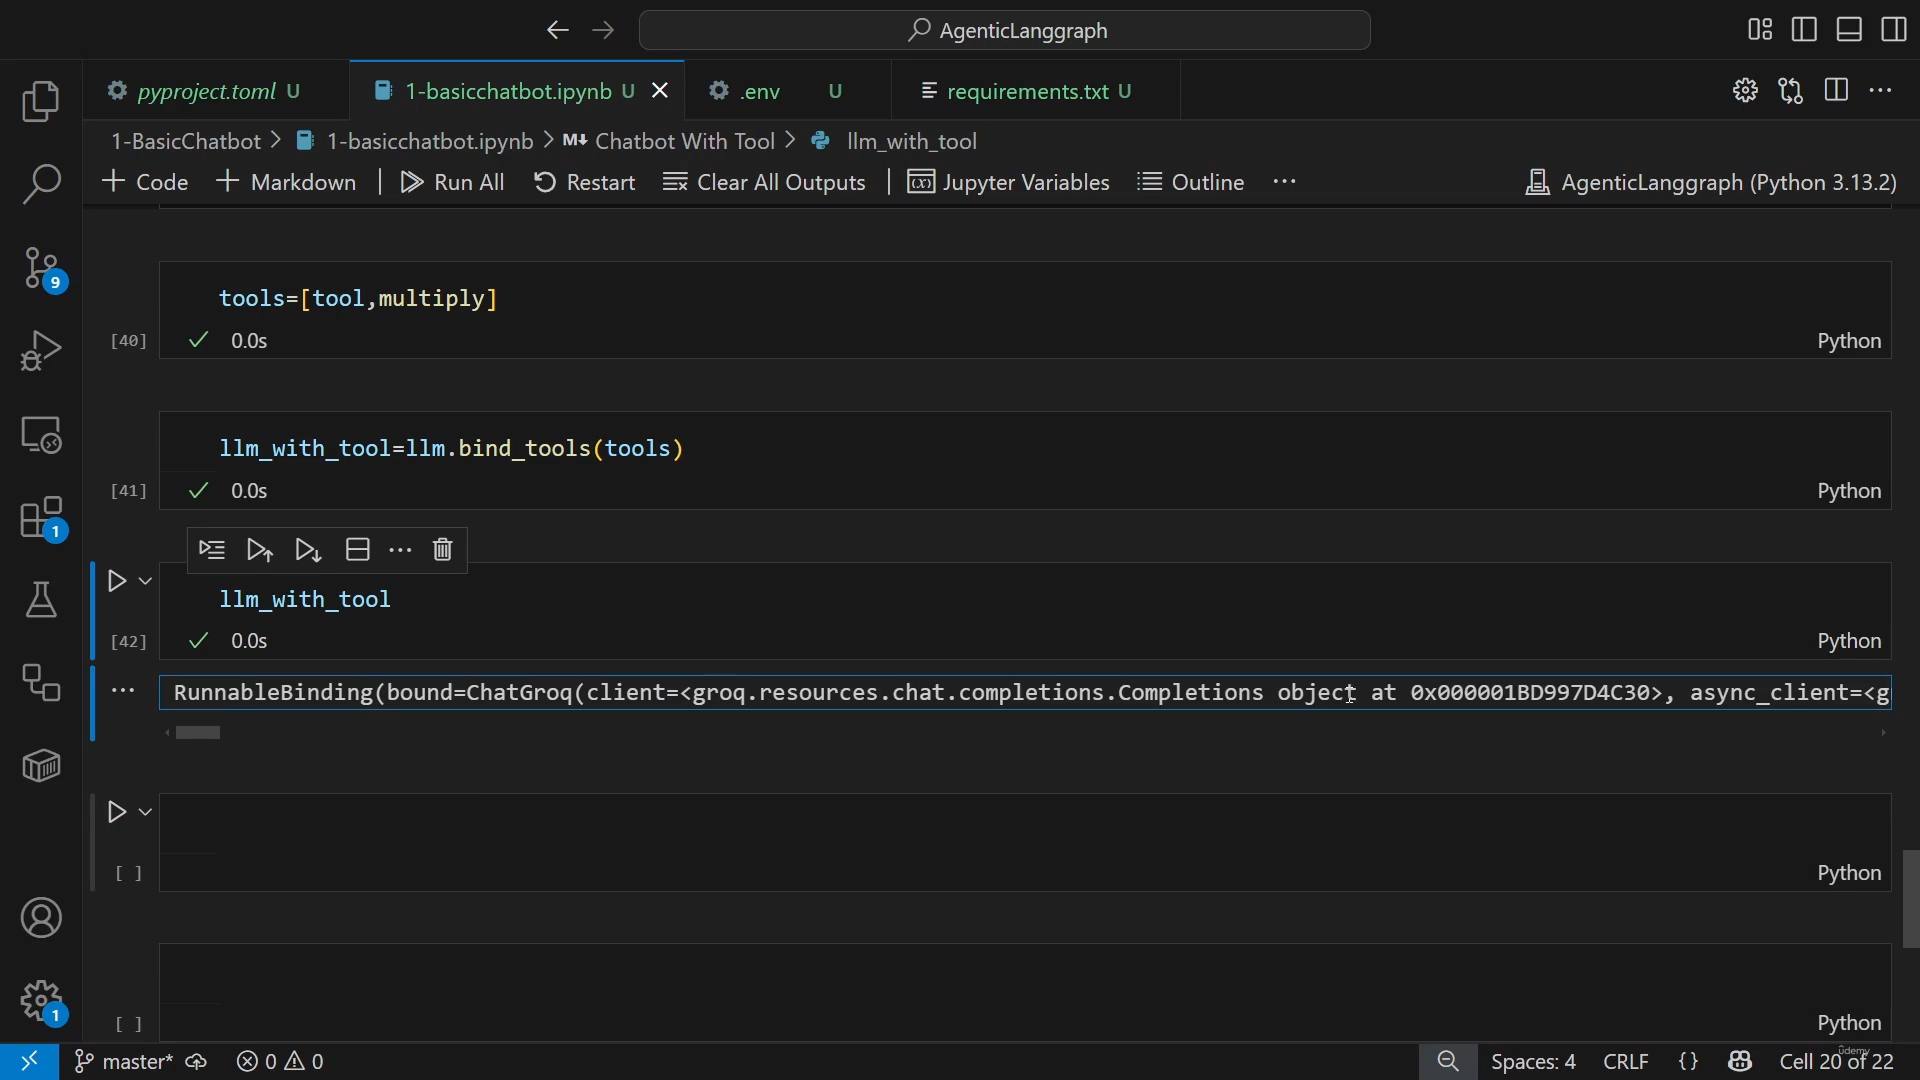 AgenticLanggraph
pyproject.toml U
1-basicchatbot.ipynb U
.env U
requirements.txt U
1-BasicChatbot > 1-basicchatbot.ipynb > M↓ Chatbot With Tool > llm_with_tool
+ Code + Markdown | Run All Restart Clear All Outputs | Jupyter Variables Outline ... AgenticLanggraph (Python 3.13.2)
tools=[tool,multiply]
[40] ✓ 0.0s Python
llm_with_tool=llm.bind_tools(tools)
[41] ✓ 0.0s Python
llm_with_tool
[42] ✓ 0.0s Python
... RunnableBinding(bound=ChatGroq(client=<groq.resources.chat.completions.Completions object at 0x000001BD997D4C30>, async_client=<g
[ ] Python
[ ] Python
9
1
1
master* 0 0 Spaces: 4 CRLF {} Cell 20 of 22
udemy